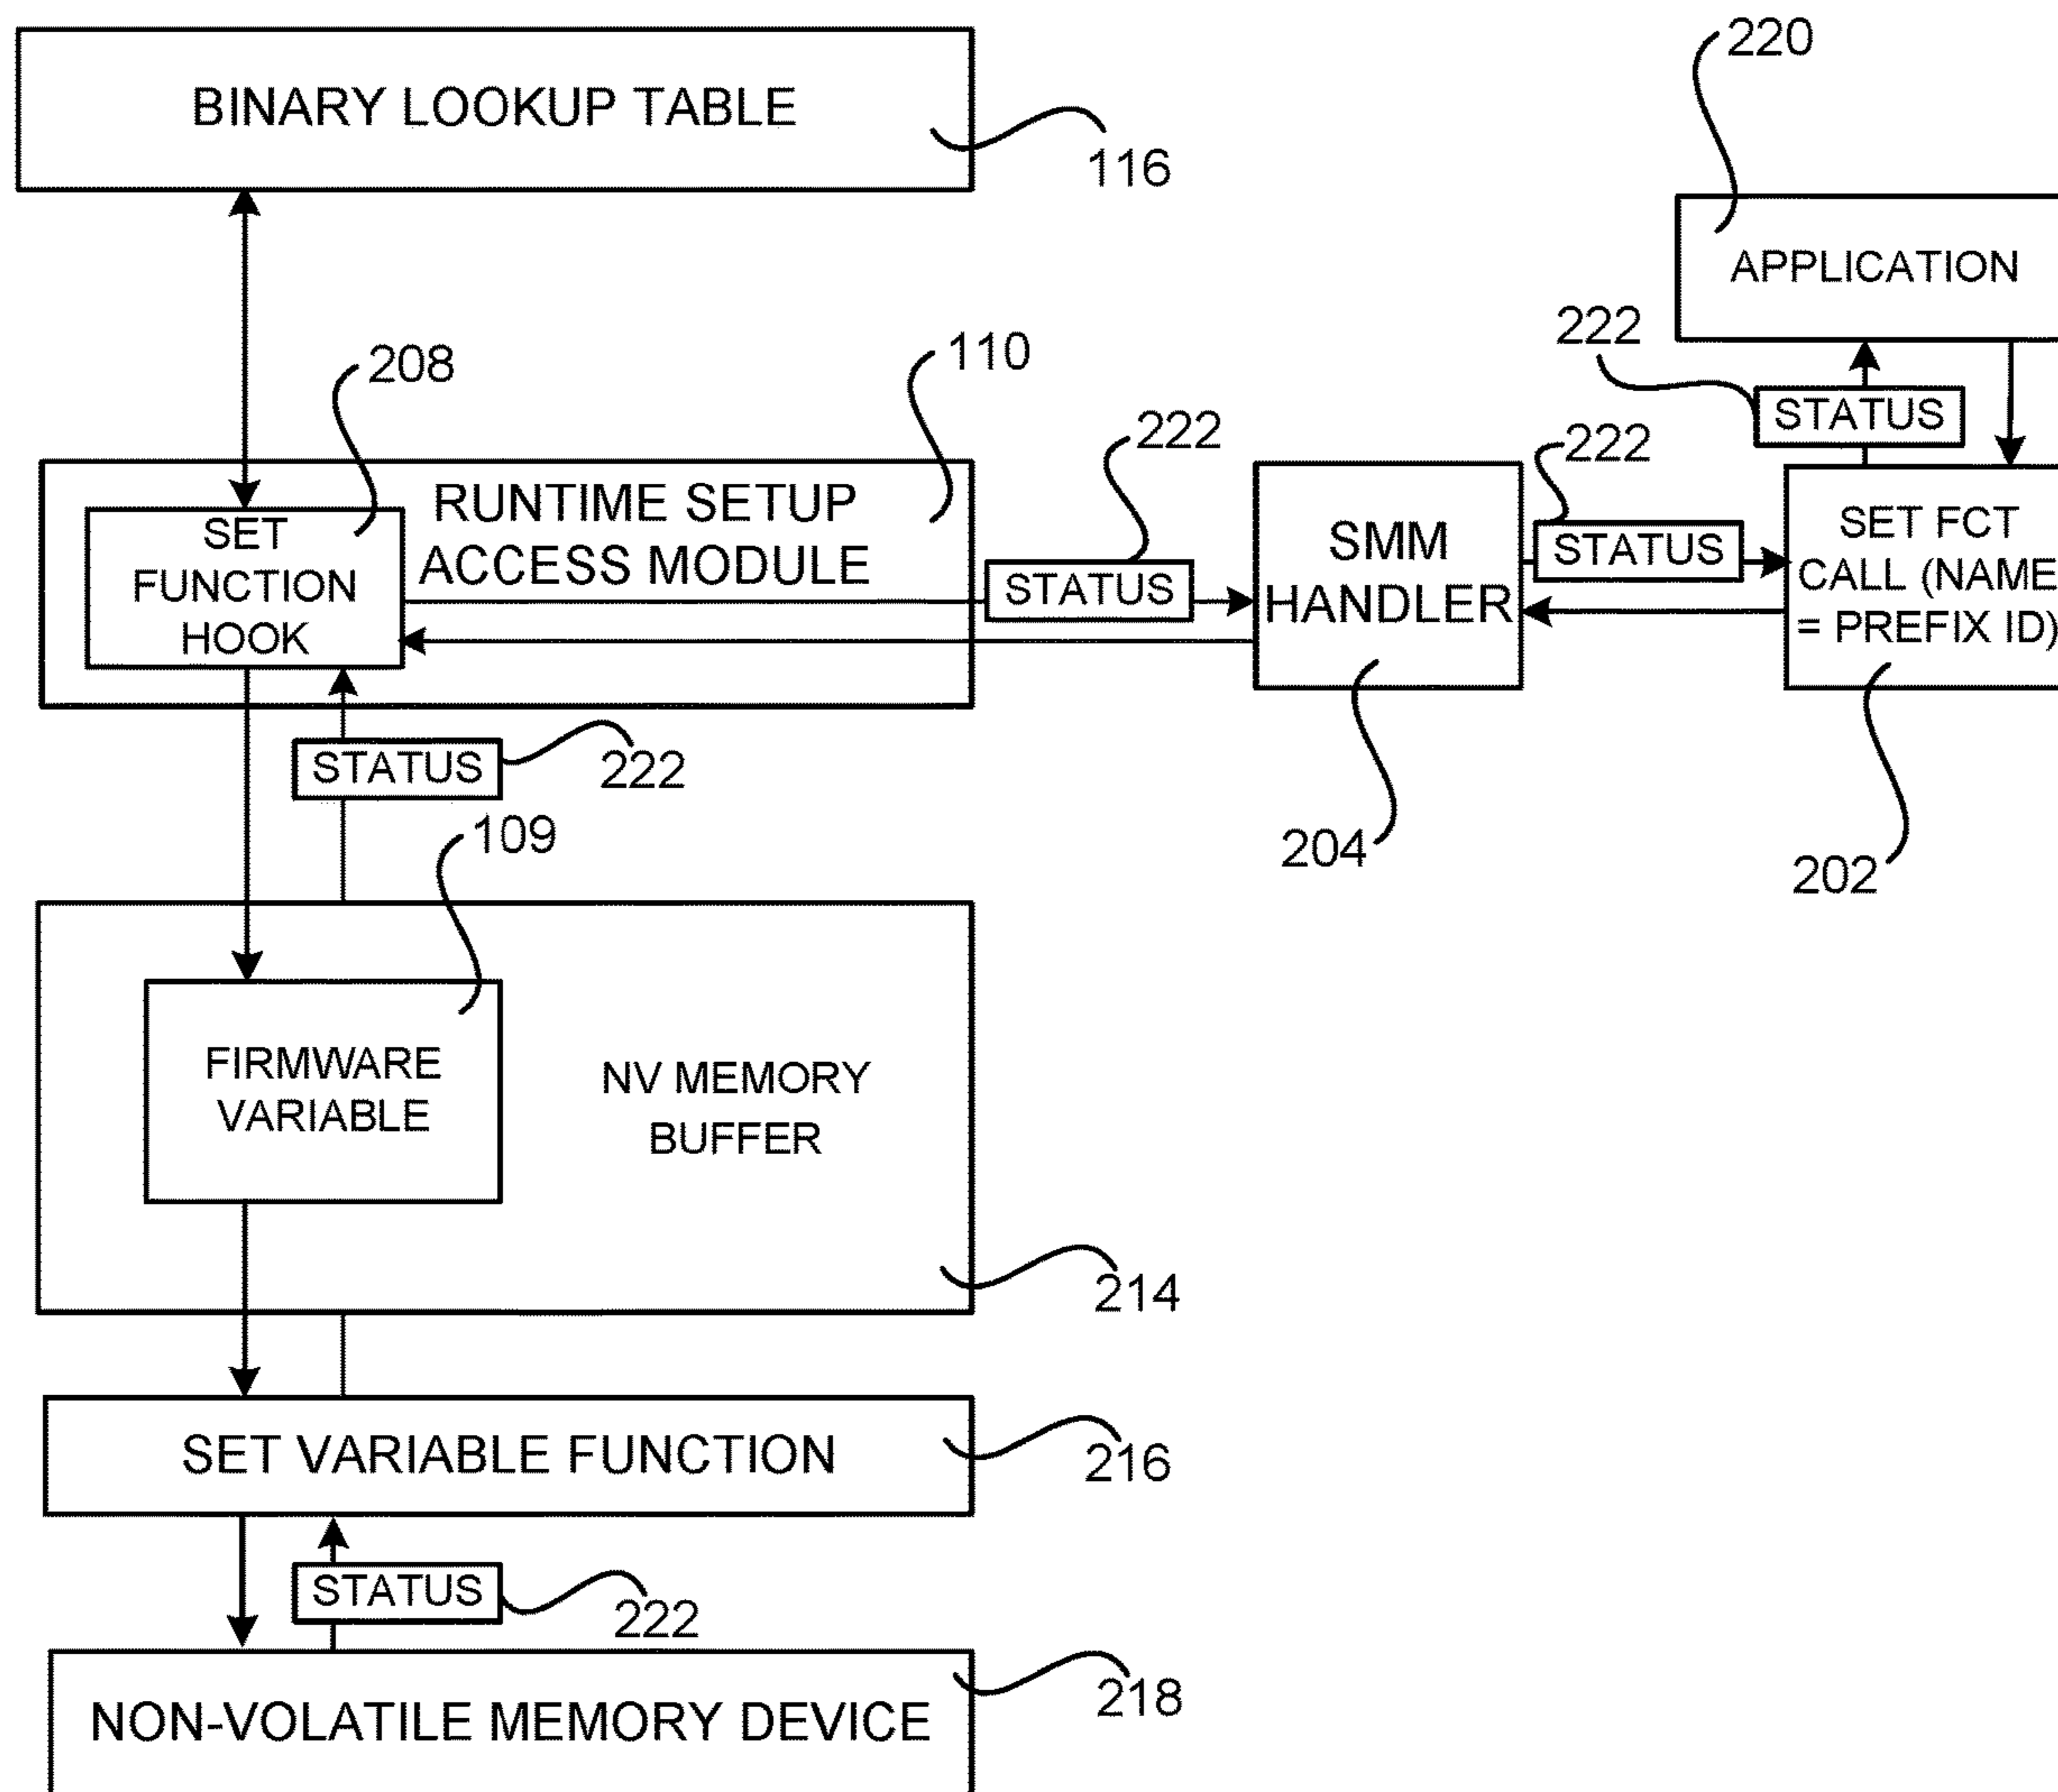 220
BINARY LOOKUP TABLE
116
APPLICATION
222
208
110
STATUS
222
222
RUNTIME SETUP
ACCESS MODULE
SET
FUNCTION
HOOK
STATUS
SMM
HANDLER
STATUS
SET FCT
CALL (NAME
= PREFIX ID)
STATUS
222
109
204
202
FIRMWARE
VARIABLE
NV MEMORY
BUFFER
214
SET VARIABLE FUNCTION
216
STATUS
222
NON-VOLATILE MEMORY DEVICE
218